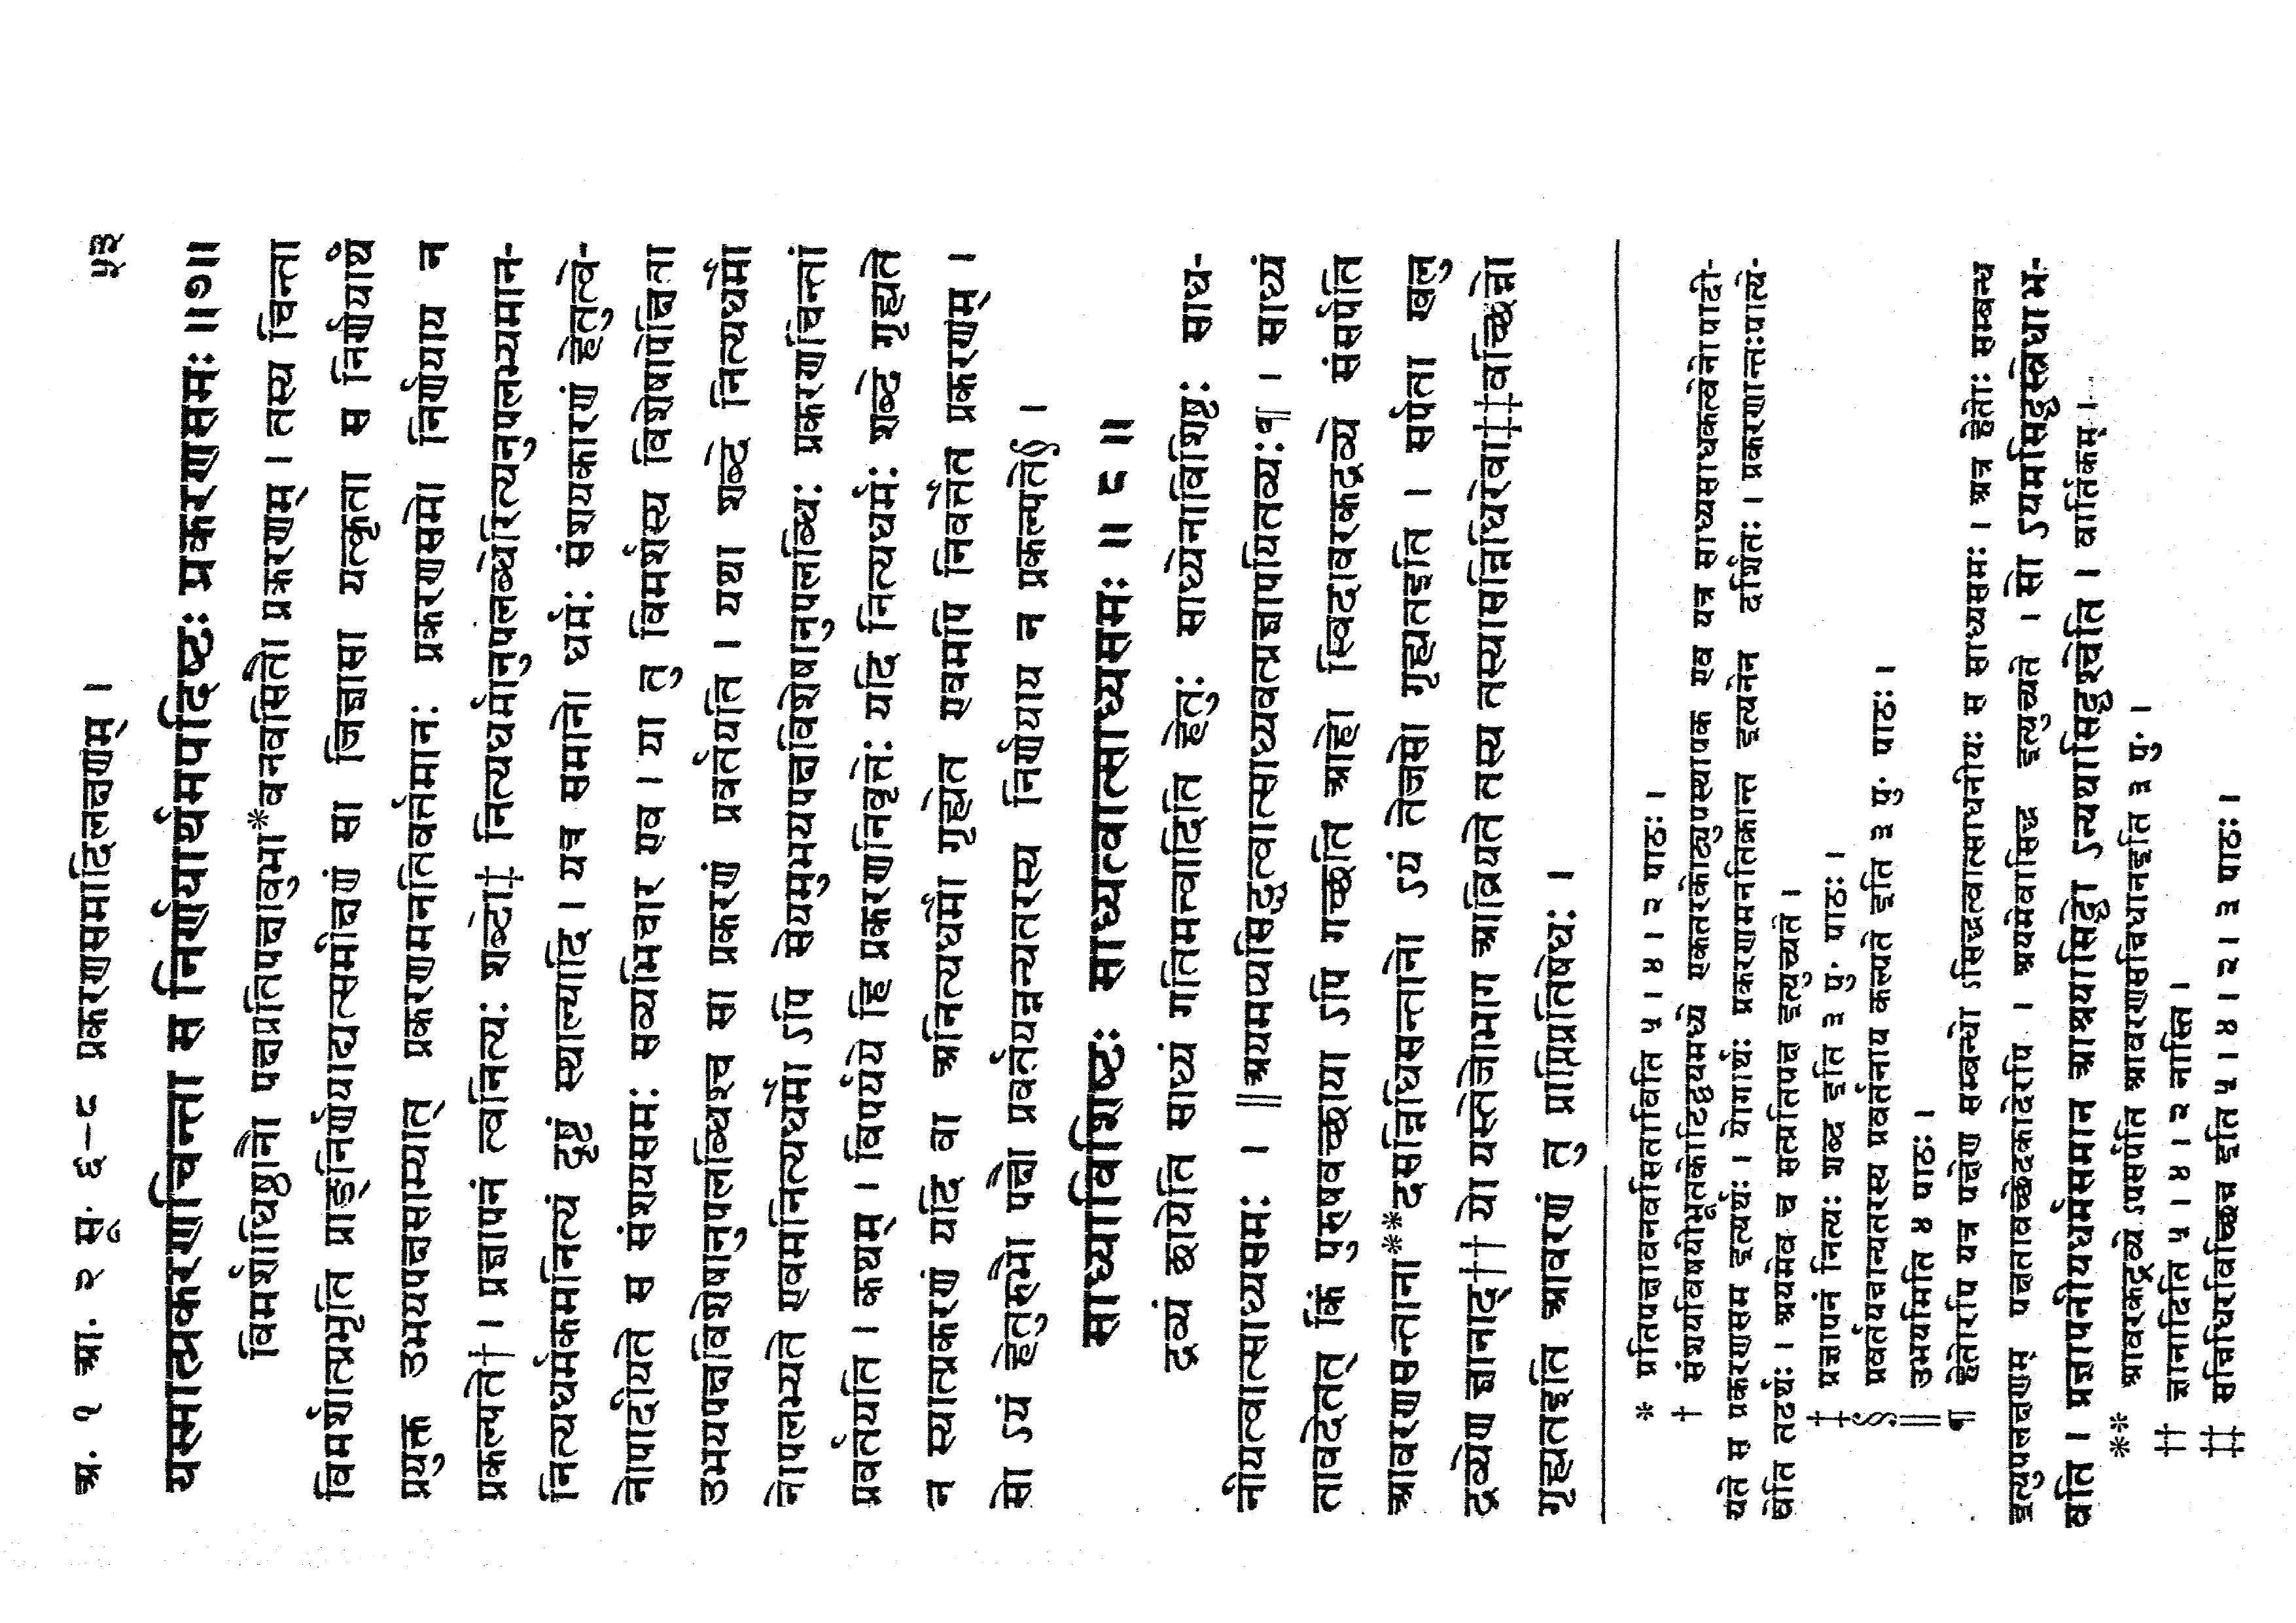 अ. १ आ. २ सू. ६-८ प्रकरणसमादिलक्षणम् । ५३
यस्मात्प्रकरणचिन्ता स निर्णयार्थमपदिष्टः प्रकरणसमः ॥७॥
विमर्शाधिष्ठानौ पक्षप्रतिपक्षावुभा*वनवसितौ प्रकरणम् । तस्य चिन्ता
विमर्शात्प्रभृति प्राङ्निर्णयाद्यत्समीक्षणं सा जिज्ञासा यत्कृता स निर्णयार्थं
प्रयुक्त उभयपक्षसाम्यात् प्रकरणमनतिवर्त्तमानः प्रकरणसमो निर्णयाय न
प्रकल्पते† । प्रज्ञापनं त्वनित्यः शब्दो‡ नित्यधर्मानुपलब्धेरित्यनुपलभ्यमान-
नित्यधर्मकमनित्यं दृष्टं स्थाल्यादि । यत्र समानो धर्मः संशयकारणं हेतुत्वे-
नोपादीयते स संशयसमः सव्यभिचार एव । या तु विमर्शस्य विशेषापेक्षिता
उभयपक्षविशेषानुपलब्धिश्च सा प्रकरणं प्रवर्तयति । यथा शब्दे नित्यधर्मो
नोपलभ्यते एवमनित्यधर्मो ऽपि सेयमुभयपक्षविशेषानुपलब्धिः प्रकरणचिन्तां
प्रवर्तयति । कथम् । विपर्यये हि प्रकरणनिवृत्तेः यदि नित्यधर्मः शब्दे गृह्यते
न स्यात्प्रकरणं यदि वा अनित्यधर्मो गृह्येत एवमपि निवर्त्तेत प्रकरणम् ।
सो ऽयं हेतुरुभौ पक्षौ प्रवर्तयन्नन्यतरस्य निर्णयाय न प्रकल्पते§ ।
साध्याविशिष्टः साध्यत्वात्साध्यसमः ॥ ८ ॥
द्रव्यं छायेति साध्यं गतिमत्त्वादिति हेतुः साध्येनाविशिष्टः साध-
नीयत्वात्साध्यसमः । ‖अयमप्यसिद्धत्वात्साध्यवत्प्रज्ञापयितव्यः¶ । साध्यं
तावदेतत् किं पुरुषवच्छाया ऽपि गच्छति आहो स्विदावरकद्रव्ये संसर्पति
आवरणसन्ताना**दसन्निधिसन्तानो ऽयं तेजसो गृह्यतइति । सर्पता खलु
द्रव्येण ज्ञानाद्†† यो यस्तेजोभाग आव्रियते तस्य तस्यासन्निधिरेवा‡‡वच्छिन्नो
गृह्यतइति आवरणं तु प्राप्तिप्रतिषेधः ।
* प्रतिपक्षावनवसिताविति ५ । ४ । २ पाठः ।
† संशयविषयीभूतकोटिद्वयमध्ये एकतरकोट्युपस्थापक एव यत्र साध्यसाधकत्वेनोपादी-
यते स प्रकरणसम इत्यर्थः । योगार्थः प्रकरणमनतिक्रान्त इत्यनेन दर्शितः । प्रकरणान्तःपात्ये-
वेति तदर्थः । अयमेव च सत्प्रतिपक्ष इत्युच्यते ।
‡ प्रज्ञापनं नित्यः शब्द इति ३ पु. पाठः ।
§ प्रवर्तयन्नान्यतरस्य प्रवर्तनाय कल्पते इति ३ पु. पाठः ।
‖ उभयमिति ४ पाठः ।
¶ हेतोरपि यत्र पक्षेण सम्बन्धो ऽसिद्धत्वात्साधनीयः स साध्यसमः । अत्र हेतोः सम्बन्ध
इत्युपलक्षणम् पक्षतावच्छेदकादेरपि । अयमेवासिद्ध इत्युच्यते । सो ऽयमसिद्धस्त्रेधा भ-
वति । प्रज्ञापनीयधर्मसमान आश्रयासिद्धो ऽन्यथासिद्धश्चेति । वार्तिकम् ।
** आवरकद्रव्ये ऽपसर्पति आवरणसन्निधानइति ३ पु. ।
†† ज्ञानादिति ५ । ४ । २ नास्ति ।
‡‡ सन्निधिरविच्छिन्न इति ५ । ४ । २ । ३ पाठः ।